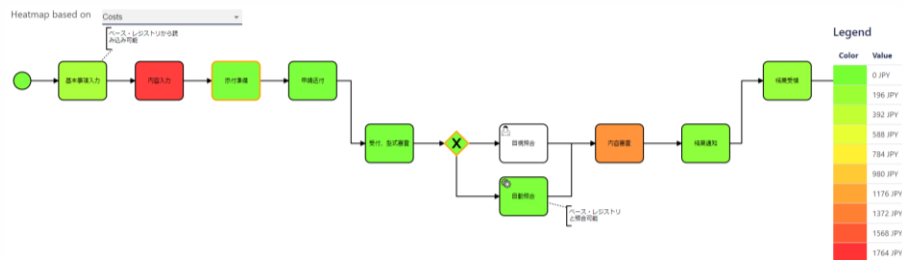 Heatmap based on
Costs
ベース・レジストリから読
み込み可能
基本事項入力
内容入力
添付準備
申請送付
受付、型式審査
X
目視照合
自動照合
ベース・レジストリ
と照合可能
内容審査
結果通知
結果受領
Legend
Color
Value
0 JPY
196 JPY
392 JPY
588 JPY
784 JPY
980 JPY
1176 JPY
1372 JPY
1568 JPY
1764 JPY